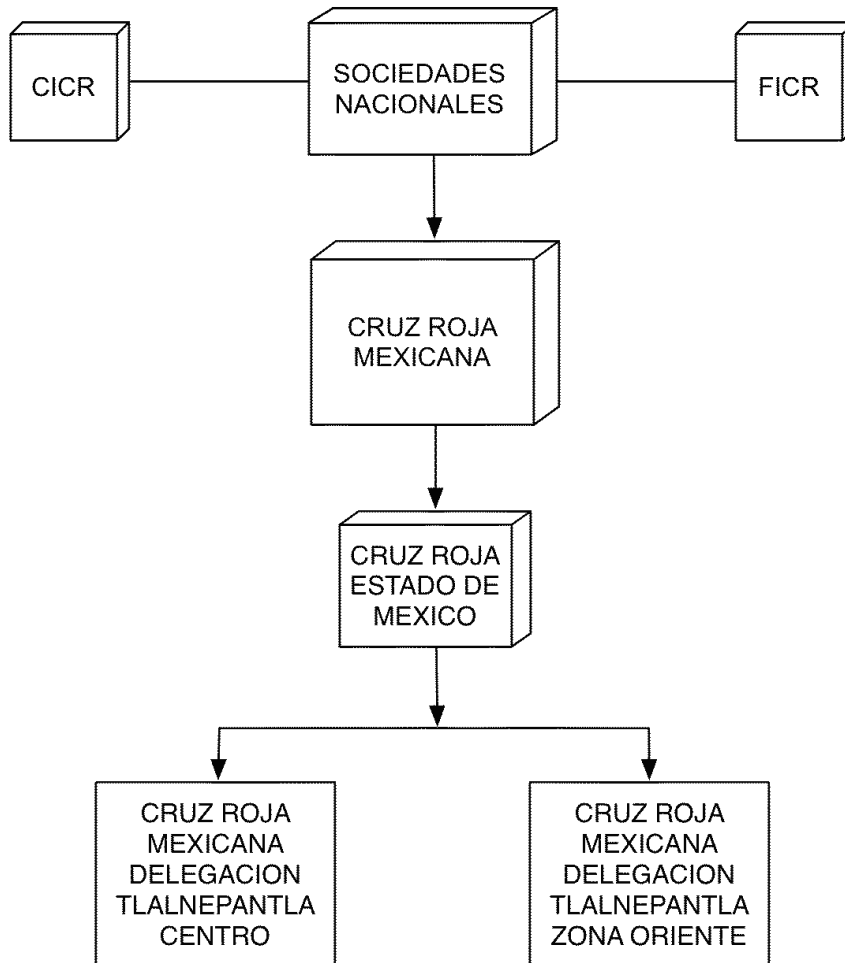 CICR
SOCIEDADES
NACIONALES
FICR
CRUZ ROJA
MEXICANA
CRUZ ROJA
ESTADO DE
MEXICO
CRUZ ROJA
MEXICANA
DELEGACION
TLALNEPANTLA
CENTRO
CRUZ ROJA
MEXICANA
DELEGACION
TLALNEPANTLA
ZONA ORIENTE